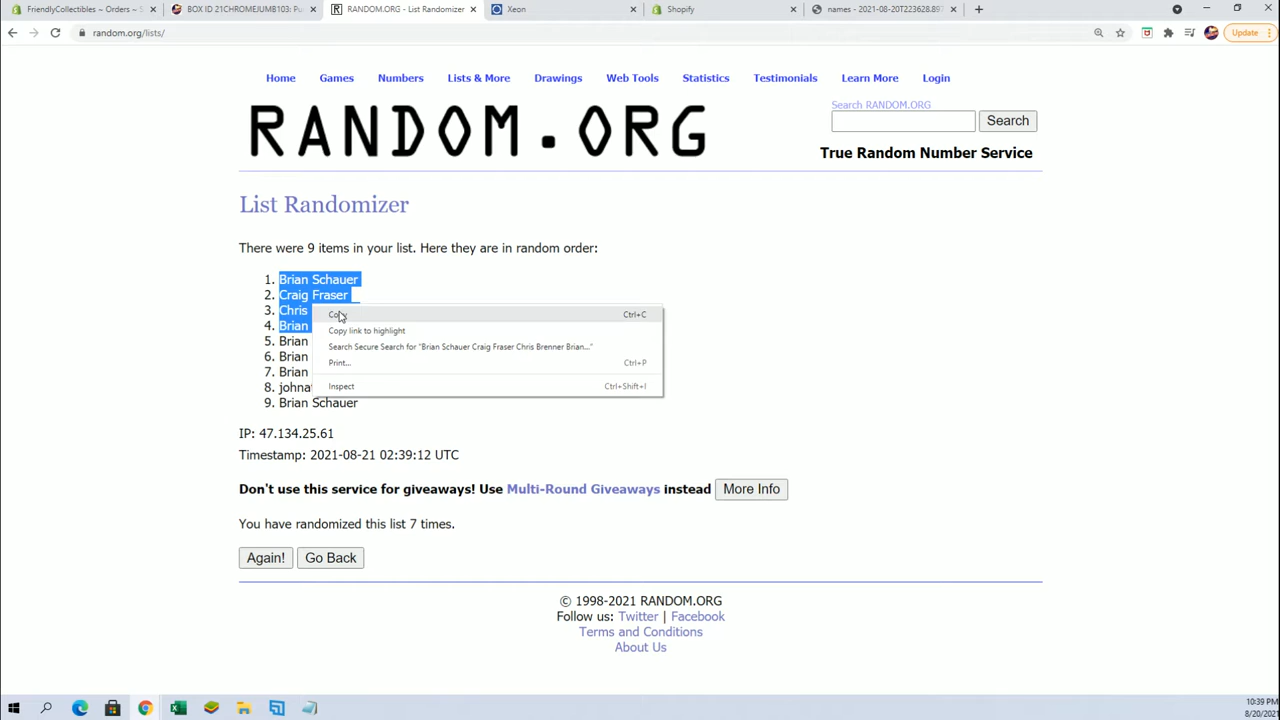 FriendlyCollectibles ~ Orders ~ S
BOX ID 21CHROMEJUMB103: Pu
RANDOM.ORG - List Randomizer
Xeon
Shopify
names - 2021-08-20T223628.897
random.org/lists/
Update
Home Games Numbers Lists & More Drawings Web Tools Statistics Testimonials Learn More Login
RANDOM.ORG
Search RANDOM.ORG
Search
True Random Number Service
List Randomizer
There were 9 items in your list. Here they are in random order:
1. Brian Schauer
2. Craig Fraser
3. Chris
4. Brian
5. Brian
6. Brian
7. Brian
8. johna
9. Brian Schauer
Copy Ctrl+C
Copy link to highlight
Search Secure Search for "Brian Schauer Craig Fraser Chris Brenner Brian..."
Print... Ctrl+P
Inspect Ctrl+Shift+I
IP: 47.134.25.61
Timestamp: 2021-08-21 02:39:12 UTC
Don't use this service for giveaways! Use Multi-Round Giveaways instead More Info
You have randomized this list 7 times.
Again! Go Back
© 1998-2021 RANDOM.ORG
Follow us: Twitter | Facebook
Terms and Conditions
About Us
10:39 PM
8/20/2021